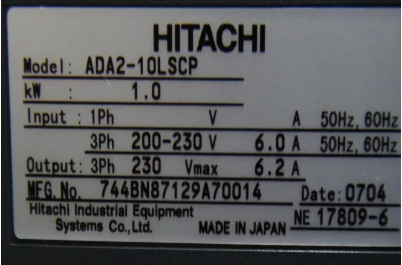 HITACHI
Model: ADA2-10LSCP
kW : 1.0
Input : 1Ph V A 50Hz, 60Hz
3Ph 200-230 V 6.0 A 50Hz, 60Hz
Output: 3Ph 230 Vmax 6.2 A
MFG. No. 744BN87129A70014 Date: 0704
Hitachi Industrial Equipment
Systems Co., Ltd. MADE IN JAPAN NE 17809-6